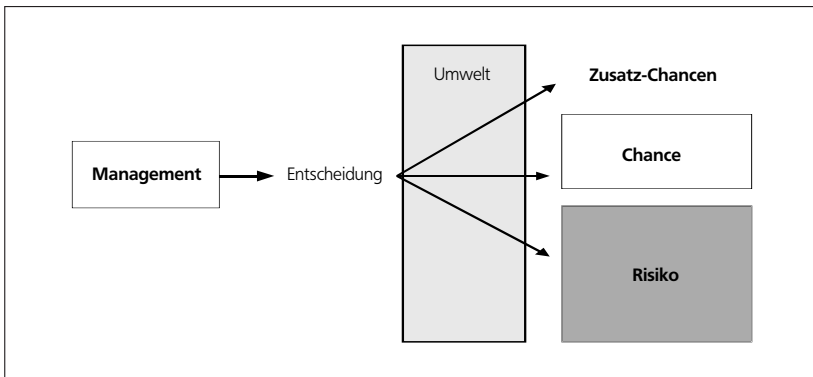 Management
Entscheidung
Umwelt
Zusatz-Chancen
Chance
Risiko